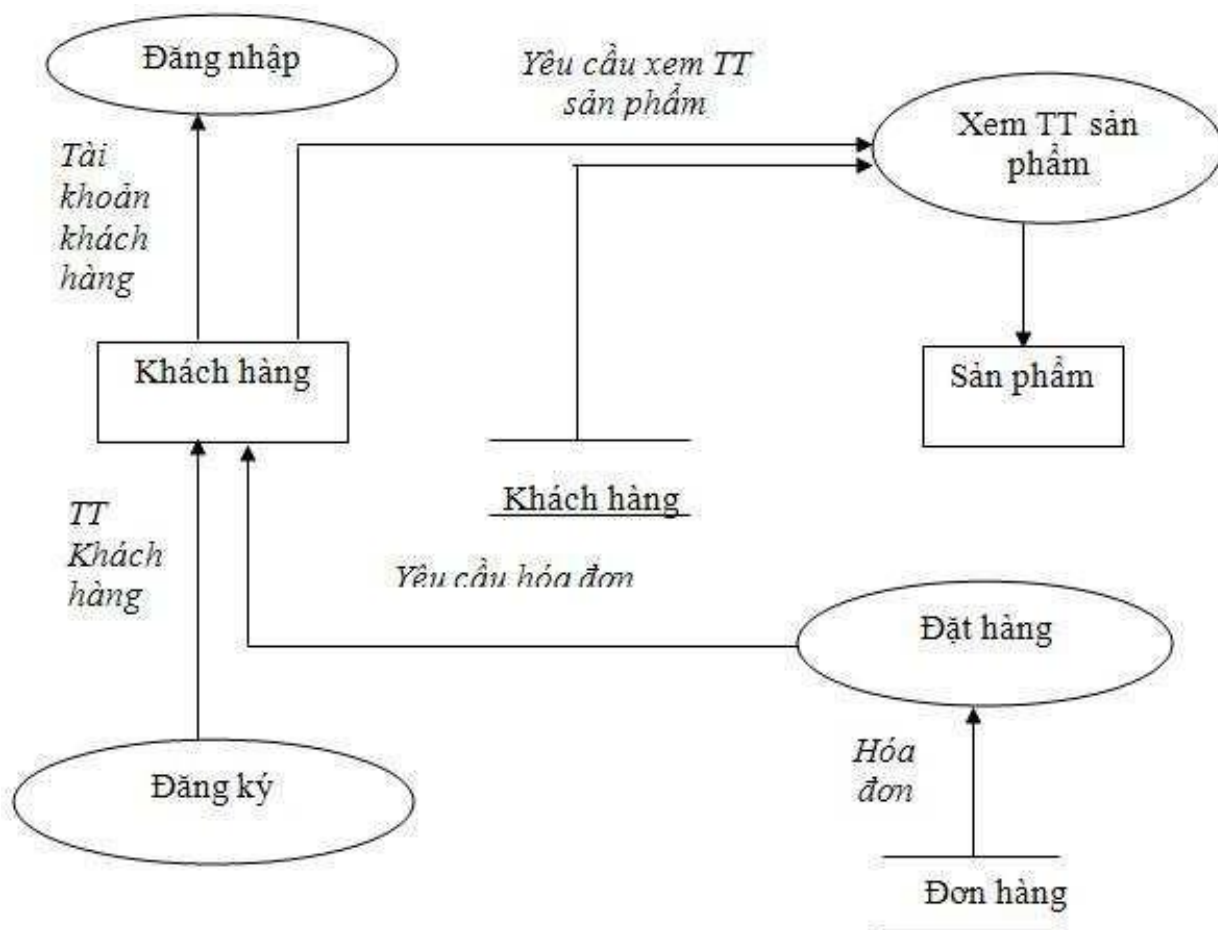 Đăng nhập
Yêu cầu xem TT
sản phẩm
Xem TT sản
phẩm
Tài
khoản
khách
hàng
Khách hàng
Sản phẩm
Khách hàng
TT
Khách
hàng
Yêu cầu hóa đơn
Đặt hàng
Đăng ký
Hóa
đơn
Đơn hàng